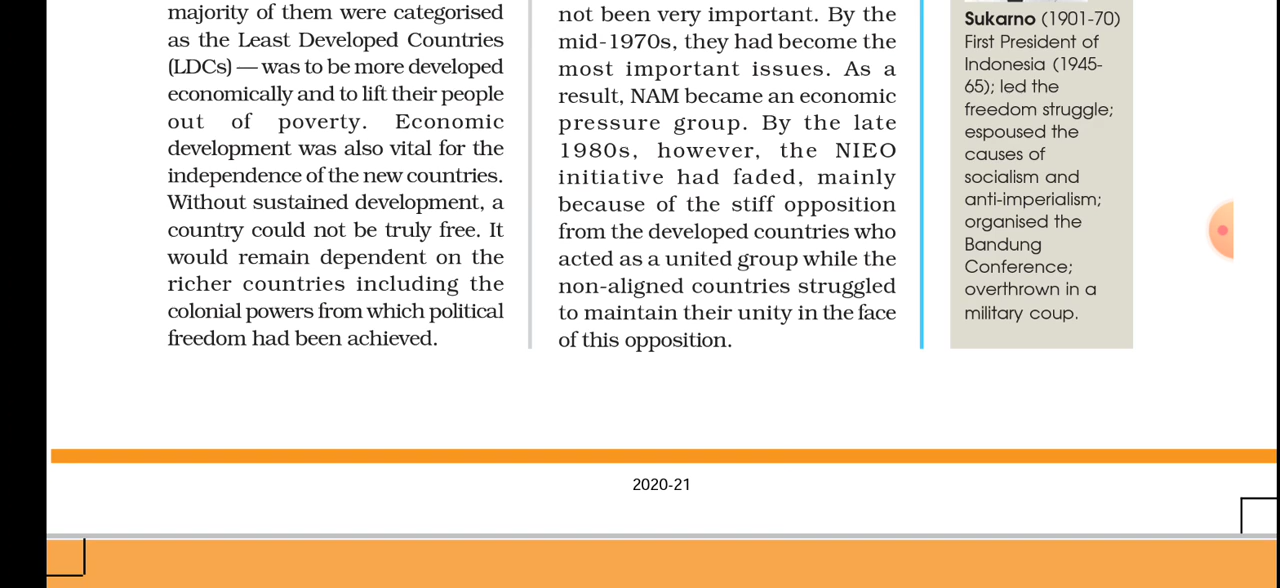 majority of them were categorised
as the Least Developed Countries
(LDCs) — was to be more developed
economically and to lift their people
out of poverty. Economic
development was also vital for the
independence of the new countries.
Without sustained development, a
country could not be truly free. It
would remain dependent on the
richer countries including the
colonial powers from which political
freedom had been achieved.
not been very important. By the
mid-1970s, they had become the
most important issues. As a
result, NAM became an economic
pressure group. By the late
1980s, however, the NIEO
initiative had faded, mainly
because of the stiff opposition
from the developed countries who
acted as a united group while the
non-aligned countries struggled
to maintain their unity in the face
of this opposition.
Sukarno (1901-70)
First President of
Indonesia (1945-
65); led the
freedom struggle;
espoused the
causes of
socialism and
anti-imperialism;
organised the
Bandung
Conference;
overthrown in a
military coup.
2020-21